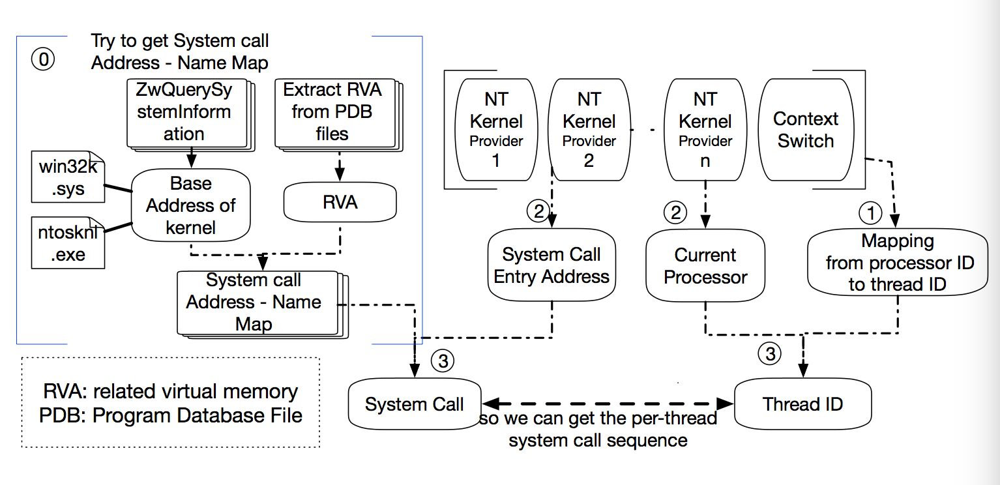 Try to get System call
Address - Name Map
0
ZwQuerySy
stemInform
ation
Extract RVA
from PDB
files
win32k
.sys
ntosknl
.exe
Base
Address of
kernel
RVA
System call
Address - Name
Map
RVA: related virtual memory
PDB: Program Database File
NT
Kernel
Provider
1
NT
Kernel
Provider
2
NT
Kernel
Provider
n
Context
Switch
2
2
1
System Call
Entry Address
Current
Processor
Mapping
from processor ID
to thread ID
3
3
System Call
Thread ID
so we can get the per-thread
system call sequence